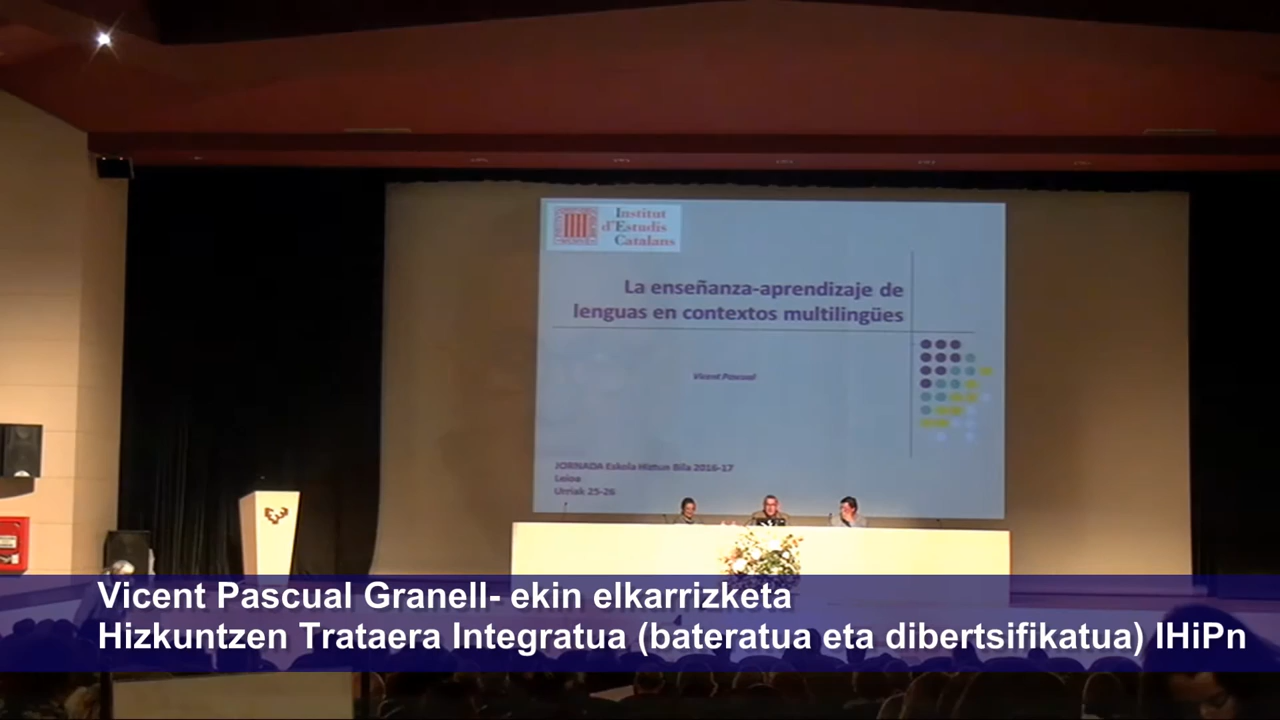 Institut
d'Estudis
Catalans
La enseñanza-aprendizaje de
lenguas en contextos multilingües
Vicent Pascual
JORNADA Eskola Hiztun Bila 2016-17
Leioa
Urriak 25-26
Vicent Pascual Granell- ekin elkarrizketa
Hizkuntzen Trataera Integratua (bateratua eta dibertsifikatua) IHiPn